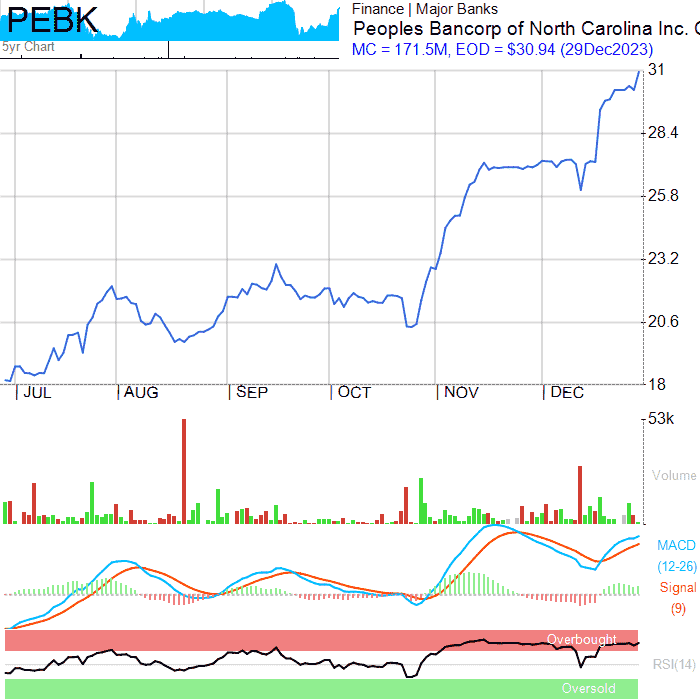 PEBK
5yr Chart
Finance | Major Banks
Peoples Bancorp of North Carolina Inc. C
MC = 171.5M, EOD = $30.94 (29Dec2023)
31
28.4
25.8
23.2
20.6
18
JUL AUG SEP OCT NOV DEC
53k
Volume
MACD
(12-26)
Signal
(9)
Overbought
RSI(14)
Oversold